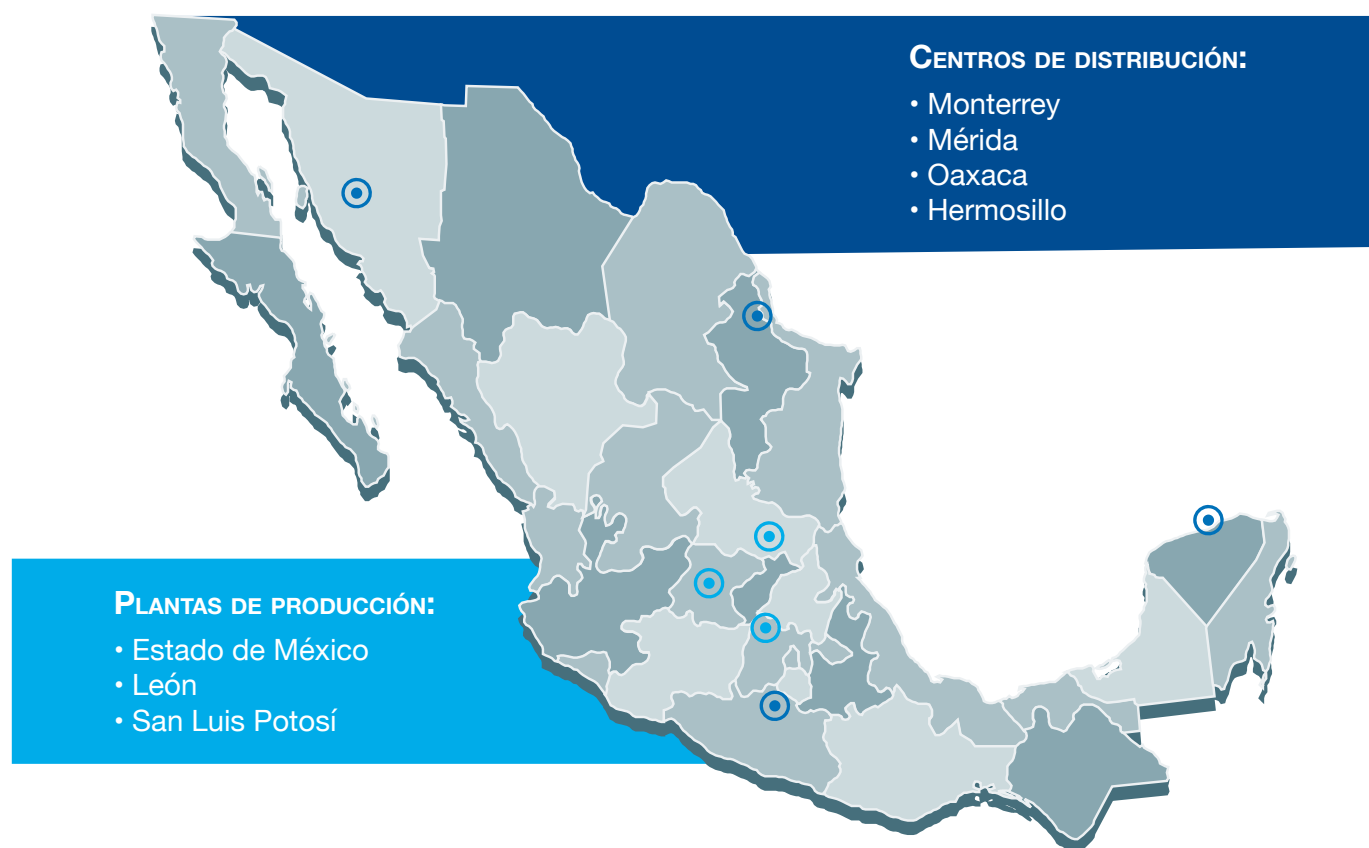 CENTROS DE DISTRIBUCIÓN:
• Monterrey
• Mérida
• Oaxaca
• Hermosillo
PLANTAS DE PRODUCCIÓN:
• Estado de México
• León
• San Luis Potosí